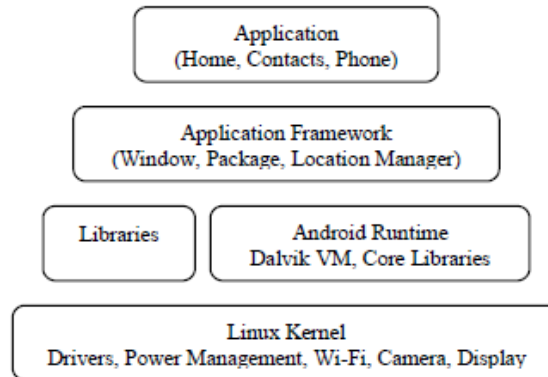 Application
(Home, Contacts, Phone)
Application Framework
(Window, Package, Location Manager)
Libraries
Android Runtime
Dalvik VM, Core Libraries
Linux Kernel
Drivers, Power Management, Wi-Fi, Camera, Display